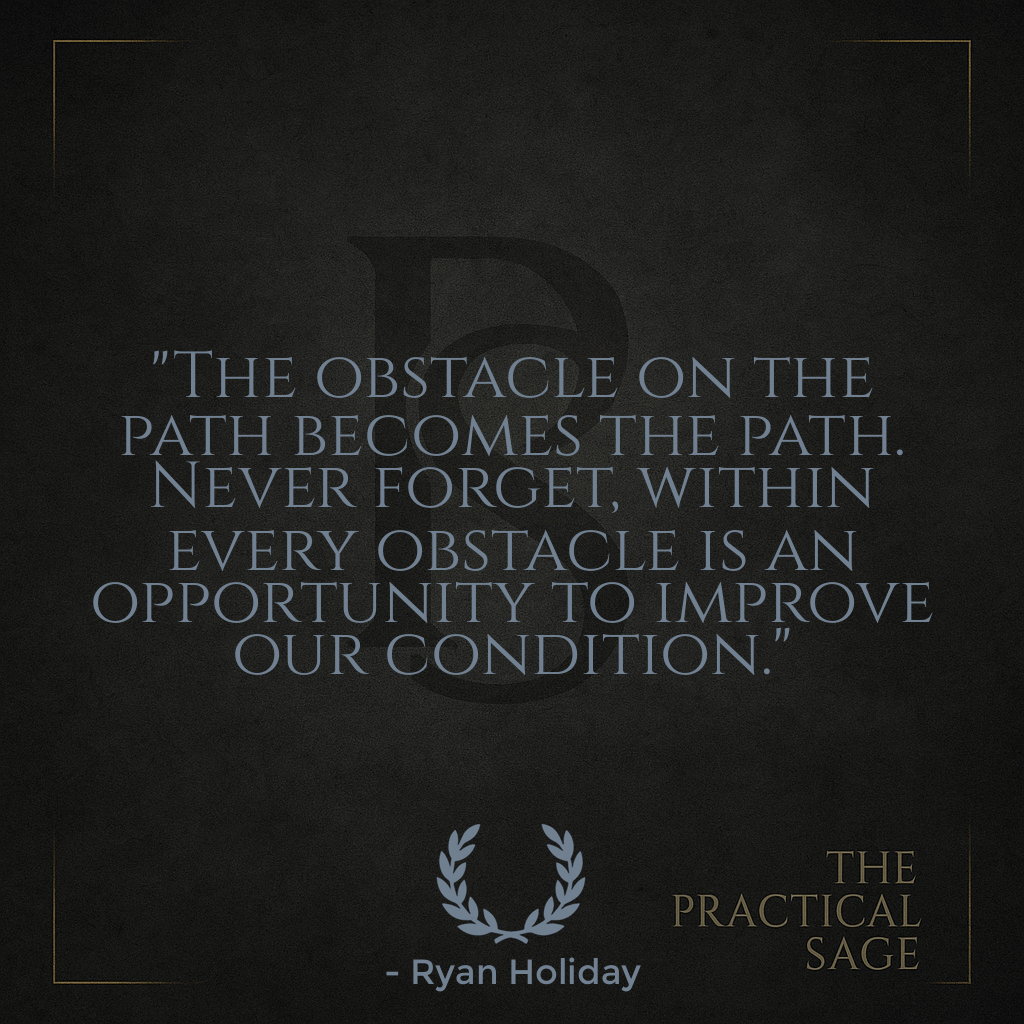 "The obstacle on the
path becomes the path.
Never forget, within
every obstacle is an
opportunity to improve
our condition."
- Ryan Holiday
THE
PRACTICAL
SAGE